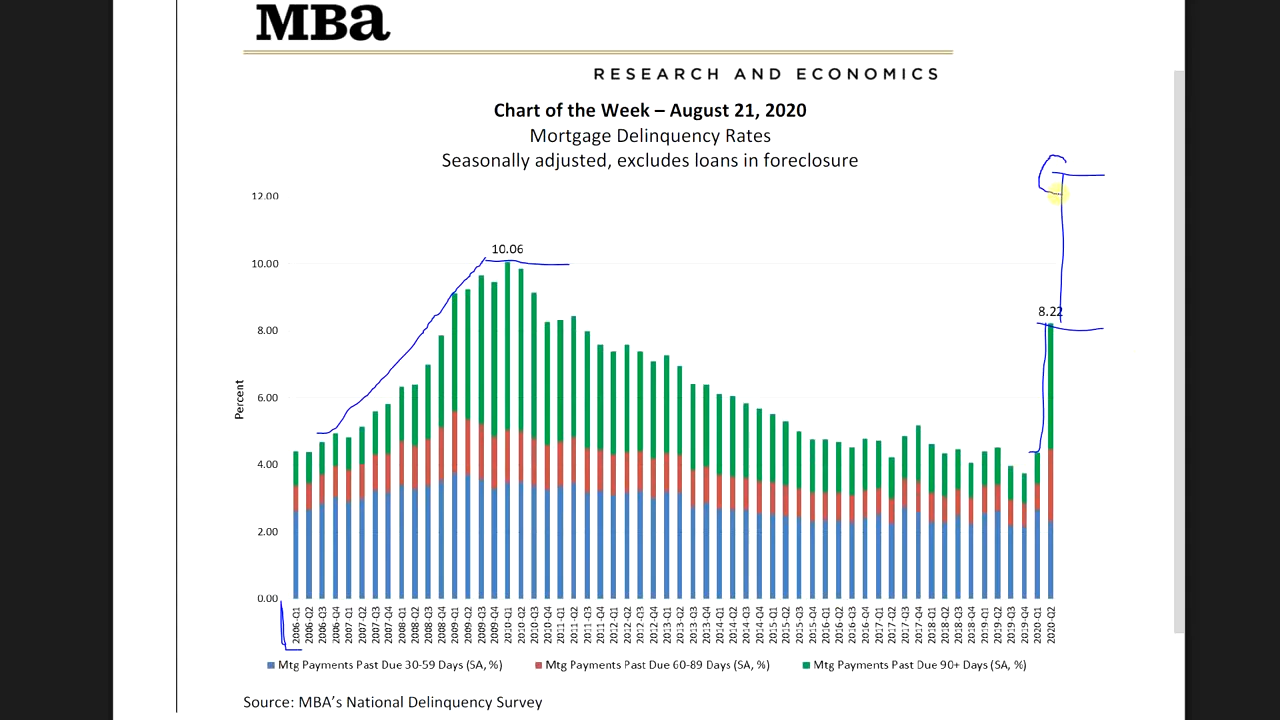 MBa
RESEARCH AND ECONOMICS
Chart of the Week – August 21, 2020
Mortgage Delinquency Rates
Seasonally adjusted, excludes loans in foreclosure
12.00
10.00
8.00
6.00
4.00
2.00
0.00
Percent
10.06
8.22
2006-Q1
2006-Q2
2006-Q3
2006-Q4
2007-Q1
2007-Q2
2007-Q3
2007-Q4
2008-Q1
2008-Q2
2008-Q3
2008-Q4
2009-Q1
2009-Q2
2009-Q3
2009-Q4
2010-Q1
2010-Q2
2010-Q3
2010-Q4
2011-Q1
2011-Q2
2011-Q3
2011-Q4
2012-Q1
2012-Q2
2012-Q3
2012-Q4
2013-Q1
2013-Q2
2013-Q3
2013-Q4
2014-Q1
2014-Q2
2014-Q3
2014-Q4
2015-Q1
2015-Q2
2015-Q3
2015-Q4
2016-Q1
2016-Q2
2016-Q3
2016-Q4
2017-Q1
2017-Q2
2017-Q3
2017-Q4
2018-Q1
2018-Q2
2018-Q3
2018-Q4
2019-Q1
2019-Q2
2019-Q3
2019-Q4
2020-Q1
2020-Q2
Mtg Payments Past Due 30-59 Days (SA, %)
Mtg Payments Past Due 60-89 Days (SA, %)
Mtg Payments Past Due 90+ Days (SA, %)
Source: MBA's National Delinquency Survey